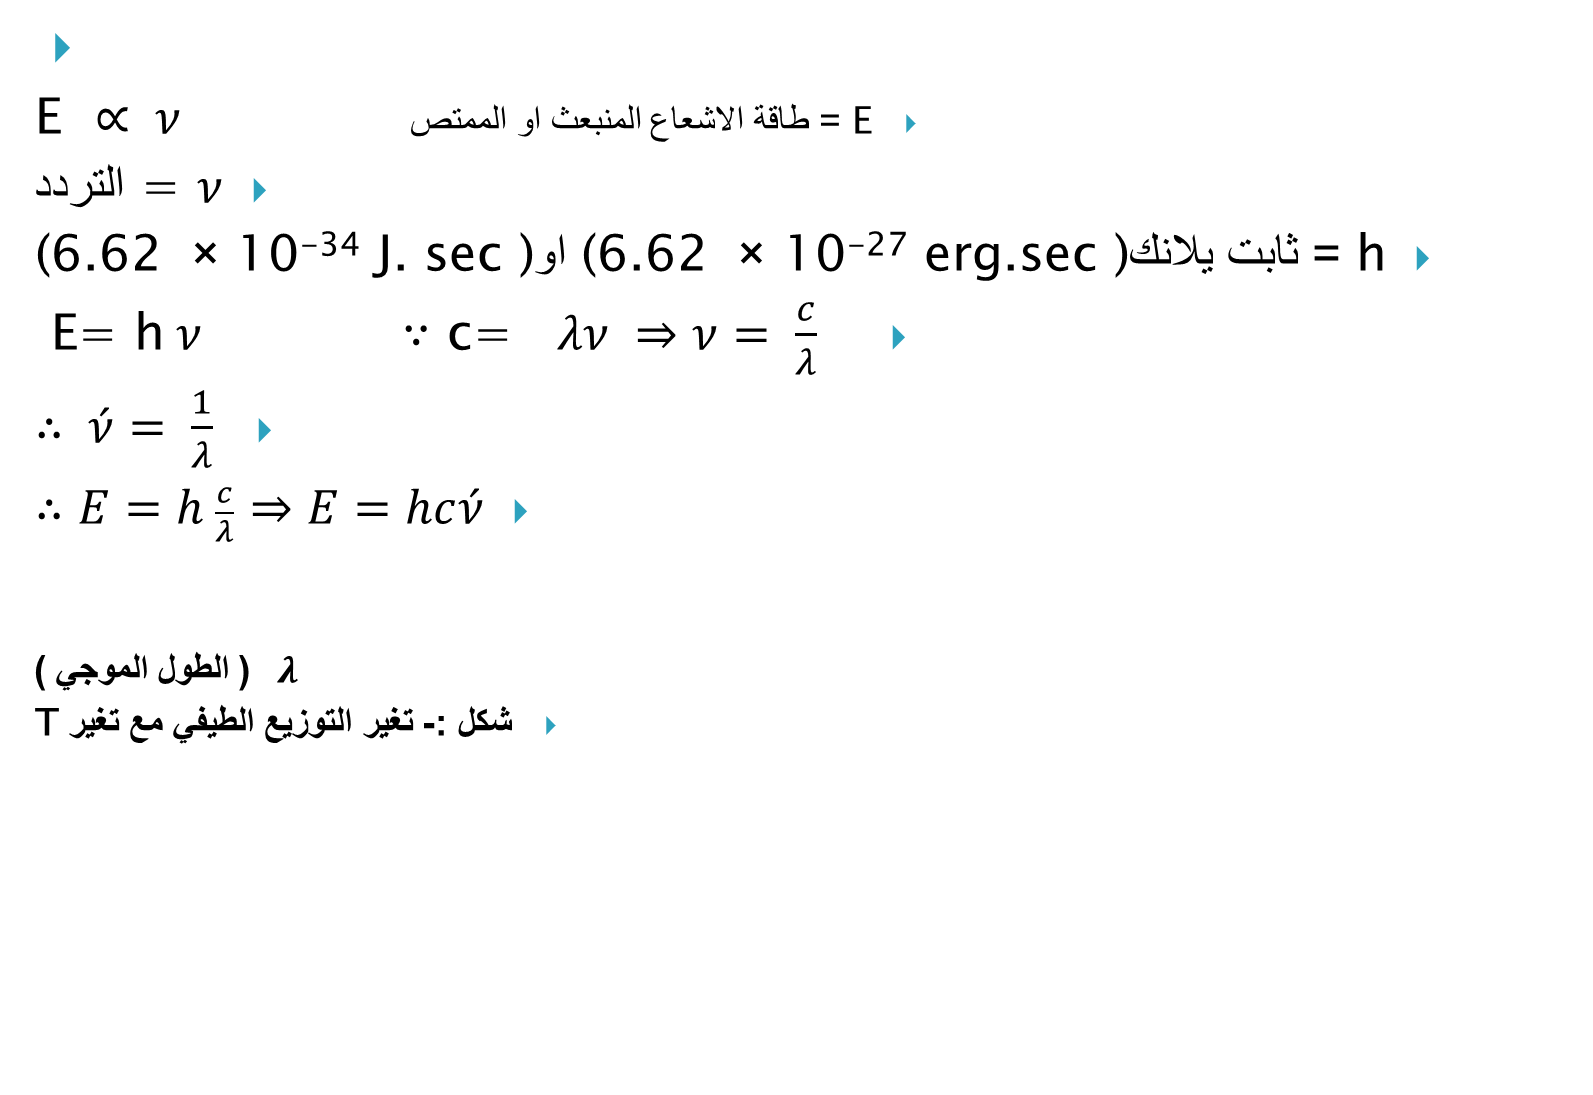 E ∝ ν E = طاقة الاشعاع المنبعث او الممتص
ν = التردد
h = ثابت پلانك( 6.62 × 10⁻²⁷ erg.sec) او( 6.62 × 10⁻³⁴ J. sec)
E= h ν ∵ c= λν ⇒ ν = c/λ
∴ ν́ = 1/λ
∴ E = h c/λ ⇒ E = hcν́
λ ( الطول الموجي )
شكل :- تغير التوزيع الطيفي مع تغير T